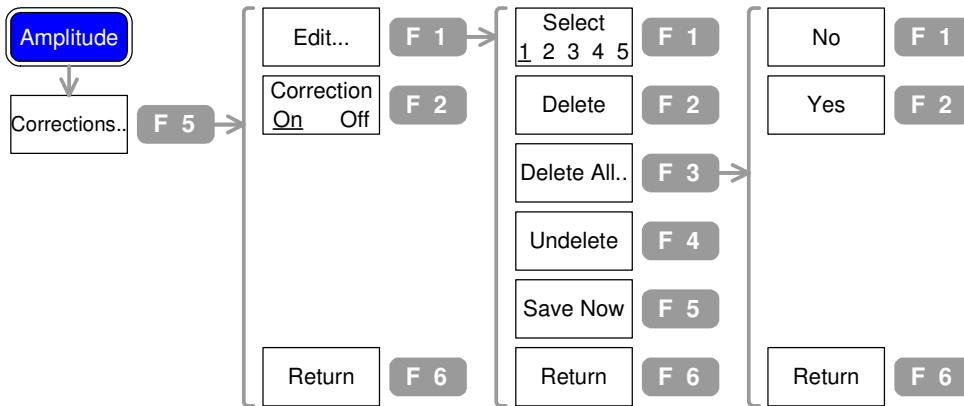 Amplitude
Corrections..
F 5
Edit...
F 1
Correction
On Off
F 2
Return
F 6
Select
1 2 3 4 5
F 1
Delete
F 2
Delete All..
F 3
Undelete
F 4
Save Now
F 5
Return
F 6
No
F 1
Yes
F 2
Return
F 6